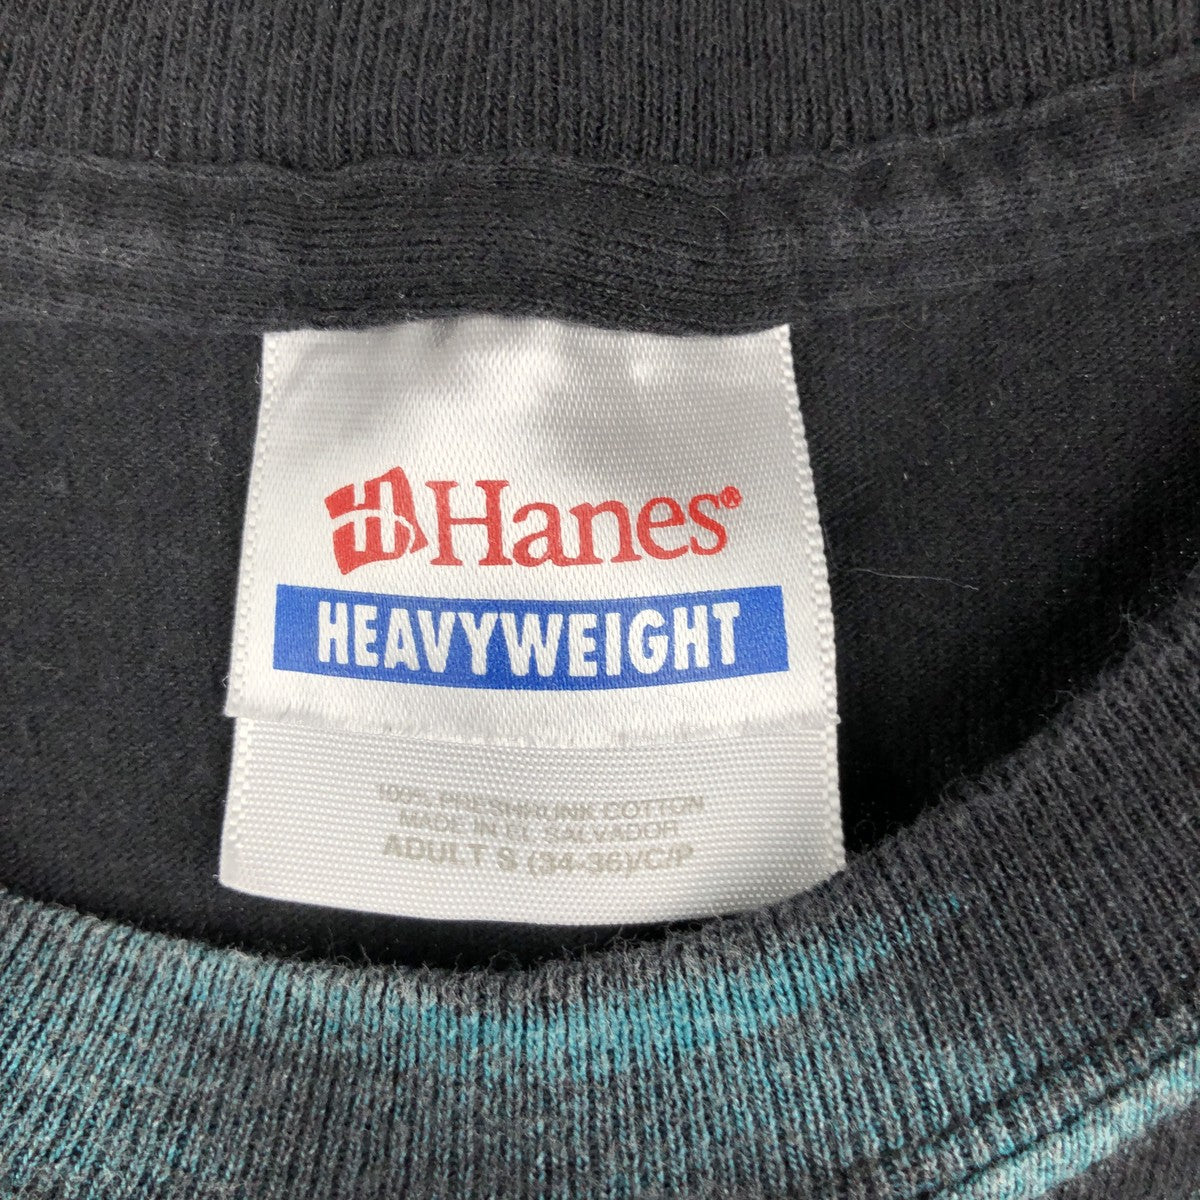 Hanes®
HEAVYWEIGHT
100% PRESHRUNK COTTON
MADE IN EL SALVADOR
ADULT S (34-36)/C/P